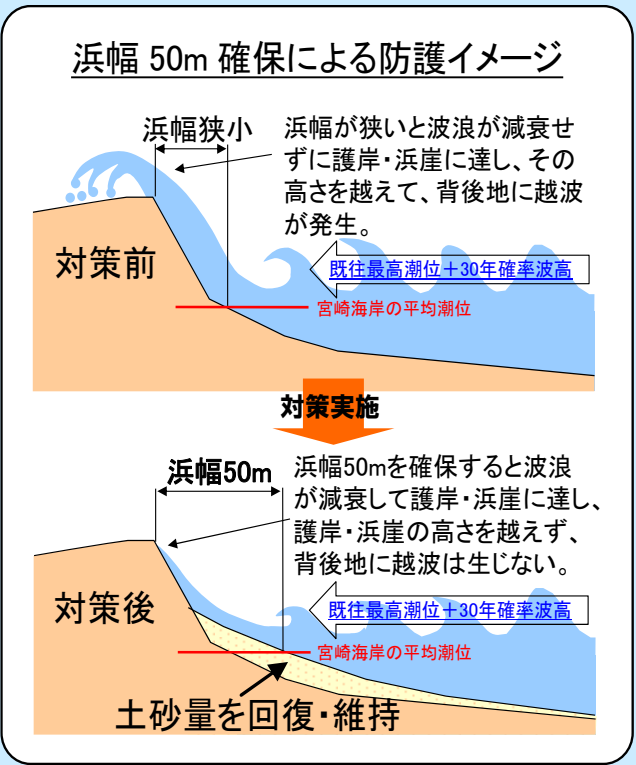 浜幅 50m 確保による防護イメージ
浜幅狭小
浜幅が狭いと波浪が減衰せ
ずに護岸・浜崖に達し、その
高さを越えて、背後地に越波
が発生。
対策前
既往最高潮位＋30年確率波高
宮崎海岸の平均潮位
対策実施
浜幅50m
浜幅50mを確保すると波浪
が減衰して護岸・浜崖に達し、
護岸・浜崖の高さを越えず、
背後地に越波は生じない。
対策後
既往最高潮位＋30年確率波高
宮崎海岸の平均潮位
土砂量を回復・維持